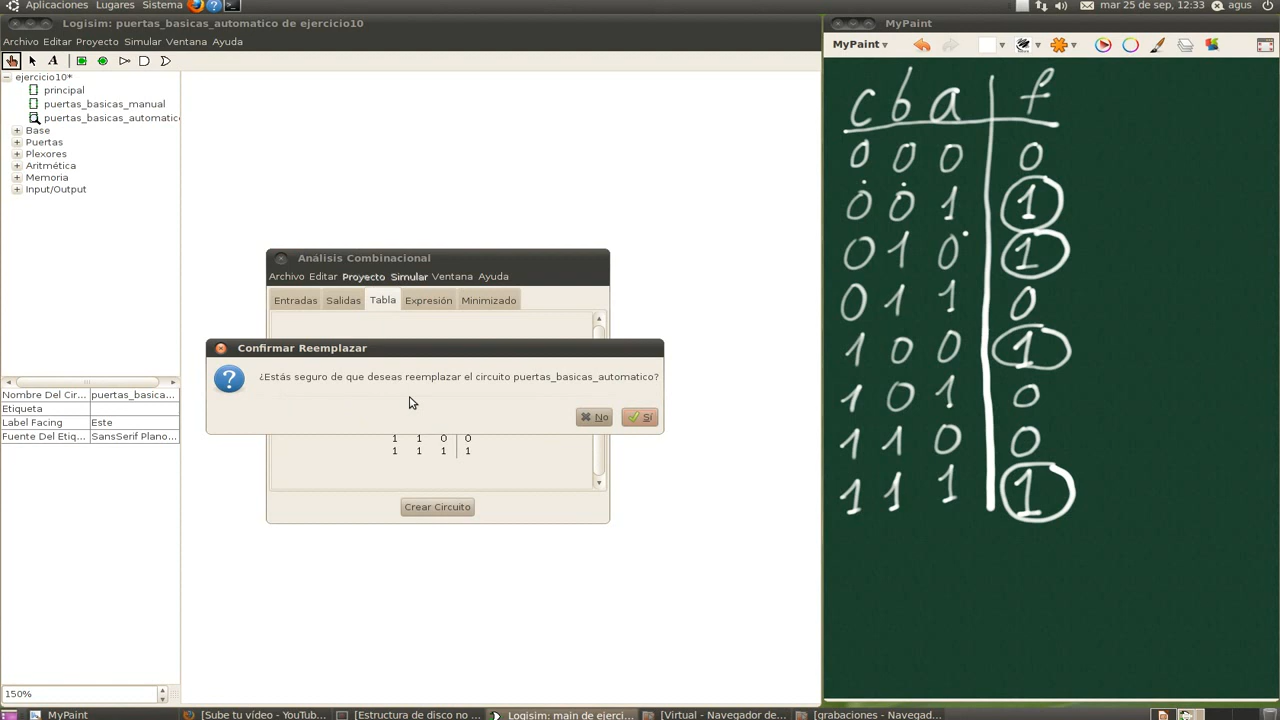 Aplicaciones Lugares Sistema
mar 25 de sep, 12:33 agus
Logisim: puertas_basicas_automatico de ejercicio10
Archivo Editar Proyecto Simular Ventana Ayuda
A
ejercicio10*
principal
puertas_basicas_manual
puertas_basicas_automatico
Base
Puertas
Plexores
Aritmética
Memoria
Input/Output
Nombre Del Cir... puertas_basica...
Etiqueta
Label Facing Este
Fuente Del Etiq... SansSerif Plano...
150%
Análisis Combinacional
Archivo Editar Proyecto Simular Ventana Ayuda
Entradas Salidas Tabla Expresión Minimizado
Confirmar Reemplazar
¿Estás seguro de que deseas reemplazar el circuito puertas_basicas_automatico?
No Sí
1 1 0 0
1 1 1 1
Crear Circuito
MyPaint
MyPaint
c b a f
0 0 0 0
0 0 1 1
0 1 0 1
0 1 1 0
1 0 0 1
1 0 1 0
1 1 0 0
1 1 1 1
MyPaint [Sube tu vídeo - YouTub... [Estructura de disco no ... Logisim: main de ejerci... [Virtual - Navegador de... [grabaciones - Navegad...